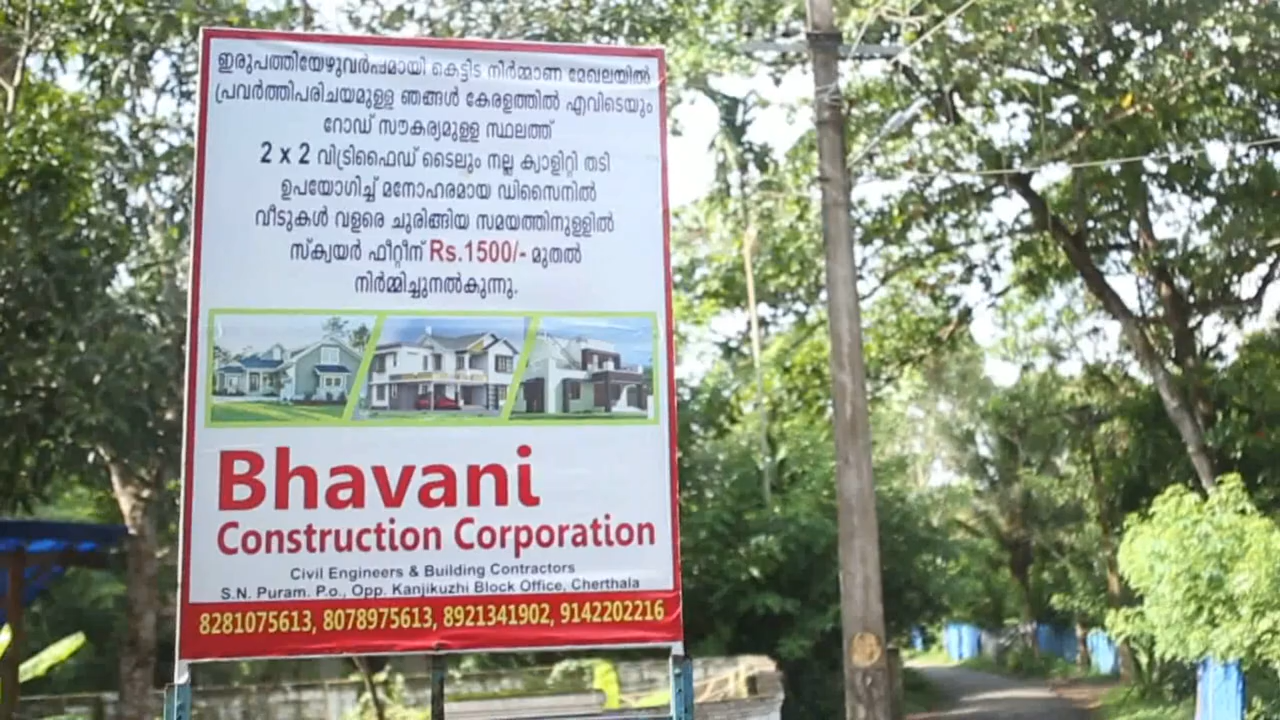 ഇരുപത്തിയേഴുവർഷമായി കെട്ടിട നിർമ്മാണ മേഖലയിൽ
പ്രവർത്തിപരിചയമുള്ള ഞങ്ങൾ കേരളത്തിൽ എവിടെയും
റോഡ് സൗകര്യമുള്ള സ്ഥലത്ത്
2 x 2 വിട്രിഫൈഡ് ടൈലും നല്ല ക്വാളിറ്റി തടി
ഉപയോഗിച്ച് മനോഹരമായ ഡിസൈനിൽ
വീടുകൾ വളരെ ചുരിങ്ങിയ സമയത്തിനുള്ളിൽ
സ്ക്വയർ ഫീറ്റിന് Rs.1500/- മുതൽ
നിർമ്മിച്ചുനൽകുന്നു.
Bhavani
Construction Corporation
Civil Engineers & Building Contractors
S.N. Puram. P.o., Opp. Kanjikuzhi Block Office, Cherthala
8281075613, 8078975613, 8921341902, 9142202216